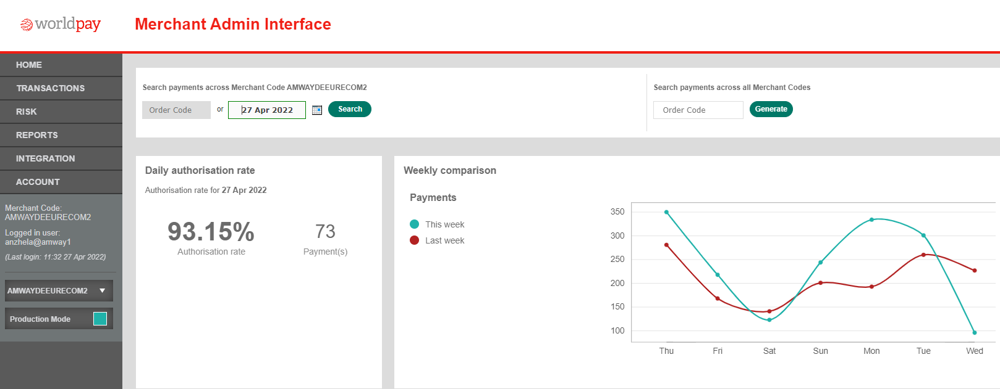 worldpay
Merchant Admin Interface
HOME
TRANSACTIONS
RISK
REPORTS
INTEGRATION
ACCOUNT
Merchant Code:
AMWAYDEEURECOM2
Logged in user:
anzhela@amway1
(Last login: 11:32 27 Apr 2022)
AMWAYDEEURECOM2
Production Mode
Search payments across Merchant Code AMWAYDEEURECOM2
Order Code or 27 Apr 2022 Search
Search payments across all Merchant Codes
Order Code Generate
Daily authorisation rate
Authorisation rate for 27 Apr 2022
93.15% 73
Authorisation rate Payment(s)
Weekly comparison
Payments
This week
Last week
350
300
250
200
150
100
Thu Fri Sat Sun Mon Tue Wed